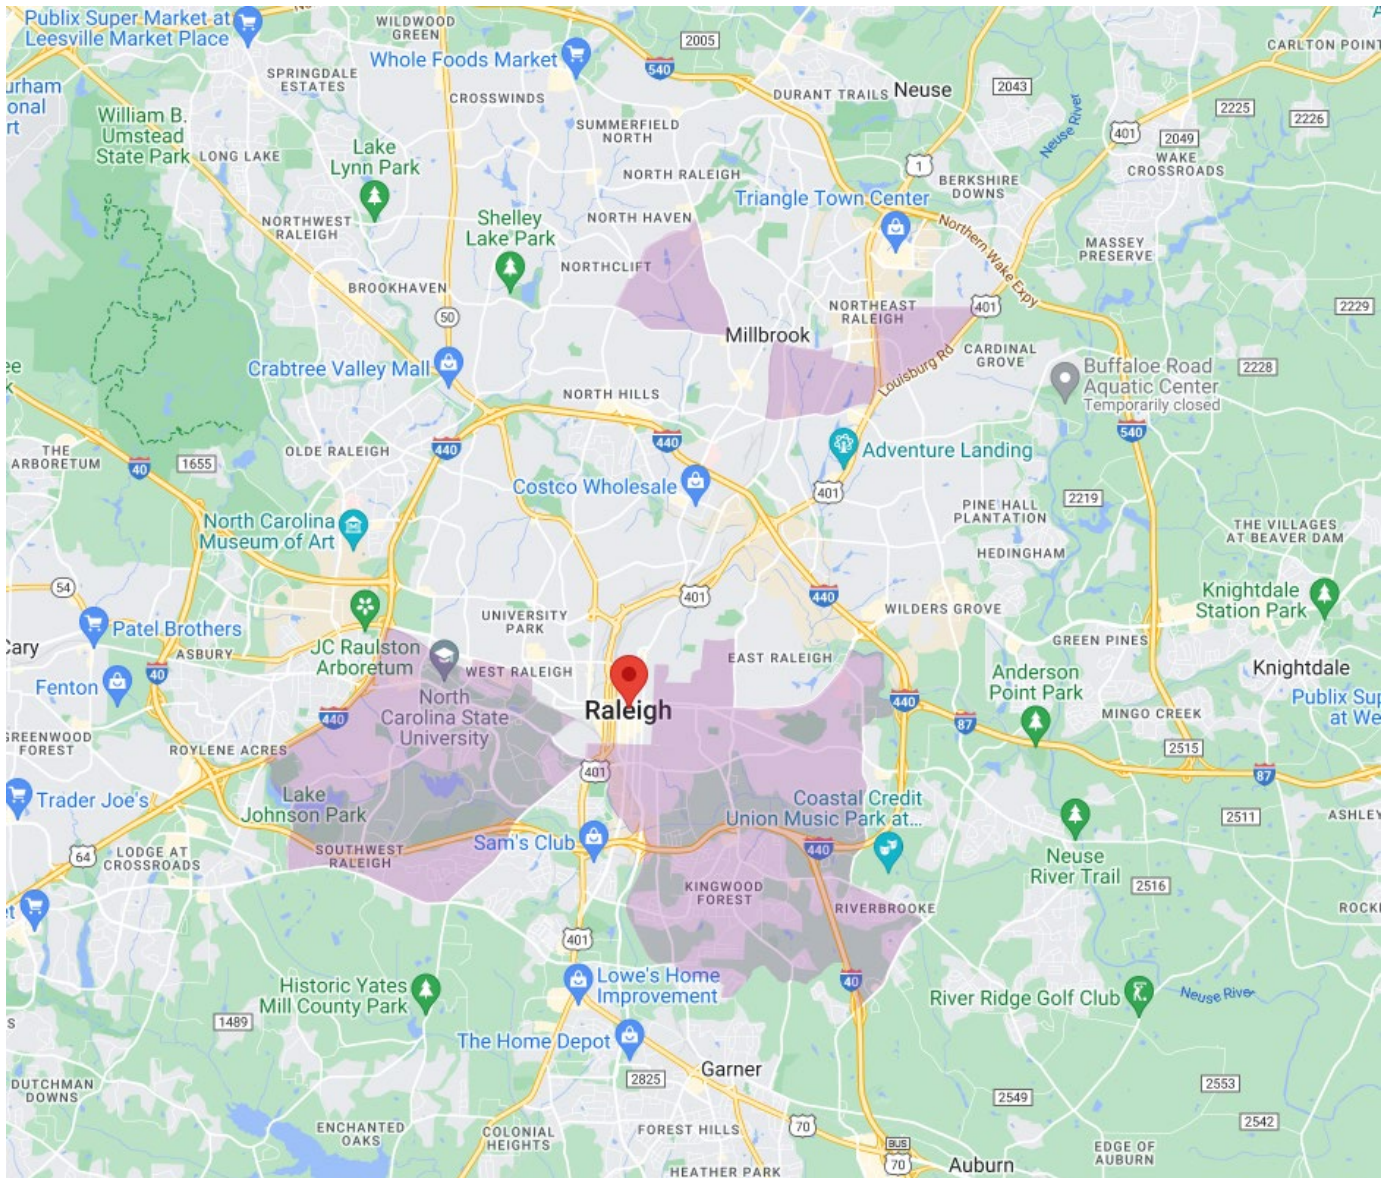 Publix Super Market at
Leesville Market Place
WILDWOOD
GREEN
2005
CARLTON POINT
Whole Foods Market
540
SPRINGDALE
ESTATES
CROSSWINDS
DURANT TRAILS
Neuse
2043
2225
2226
urham
onal
rt
William B.
Umstead
State Park
LONG LAKE
Lake
Lynn Park
SUMMERFIELD
NORTH
Neuse River
401
2049
WAKE
CROSSROADS
NORTH RALEIGH
1
BERKSHIRE
DOWNS
Triangle Town Center
NORTHWEST
RALEIGH
Shelley
Lake Park
NORTH HAVEN
Northern Wake Expy
MASSEY
PRESERVE
NORTHCLIFT
BROOKHAVEN
50
NORTHEAST
RALEIGH
401
2229
Millbrook
Crabtree Valley Mall
Louisburg Rd
CARDINAL
GROVE
Buffaloe Road
Aquatic Center
Temporarily closed
2228
ee
k
NORTH HILLS
THE
ARBORETUM
40
1655
OLDE RALEIGH
440
440
Adventure Landing
540
Costco Wholesale
401
2219
PINE HALL
PLANTATION
THE VILLAGES
AT BEAVER DAM
North Carolina
Museum of Art
HEDINGHAM
54
401
440
WILDERS GROVE
Knightdale
Station Park
UNIVERSITY
PARK
Patel Brothers
Cary
ASBURY
JC Raulston
Arboretum
WEST RALEIGH
EAST RALEIGH
GREEN PINES
Knightdale
40
Fenton
North
Carolina State
University
Anderson
Point Park
Raleigh
440
440
87
MINGO CREEK
Publix Sup
at We
GREENWOOD
FOREST
ROYLENE ACRES
2515
401
87
Trader Joe's
Lake
Johnson Park
Coastal Credit
Union Music Park at...
2511
ASHLEY
64
LODGE AT
CROSSROADS
SOUTHWEST
RALEIGH
Sam's Club
440
Neuse
River Trail
2516
KINGWOOD
FOREST
RIVERBROOKE
et
ROCK
401
Historic Yates
Mill County Park
Lowe's Home
Improvement
40
River Ridge Golf Club
Neuse Rive
s
1489
The Home Depot
Garner
2825
DUTCHMAN
DOWNS
2553
2549
2542
ENCHANTED
OAKS
COLONIAL
HEIGHTS
FOREST HILLS
70
BUS
70
EDGE OF
AUBURN
HEATHER PARK
Auburn